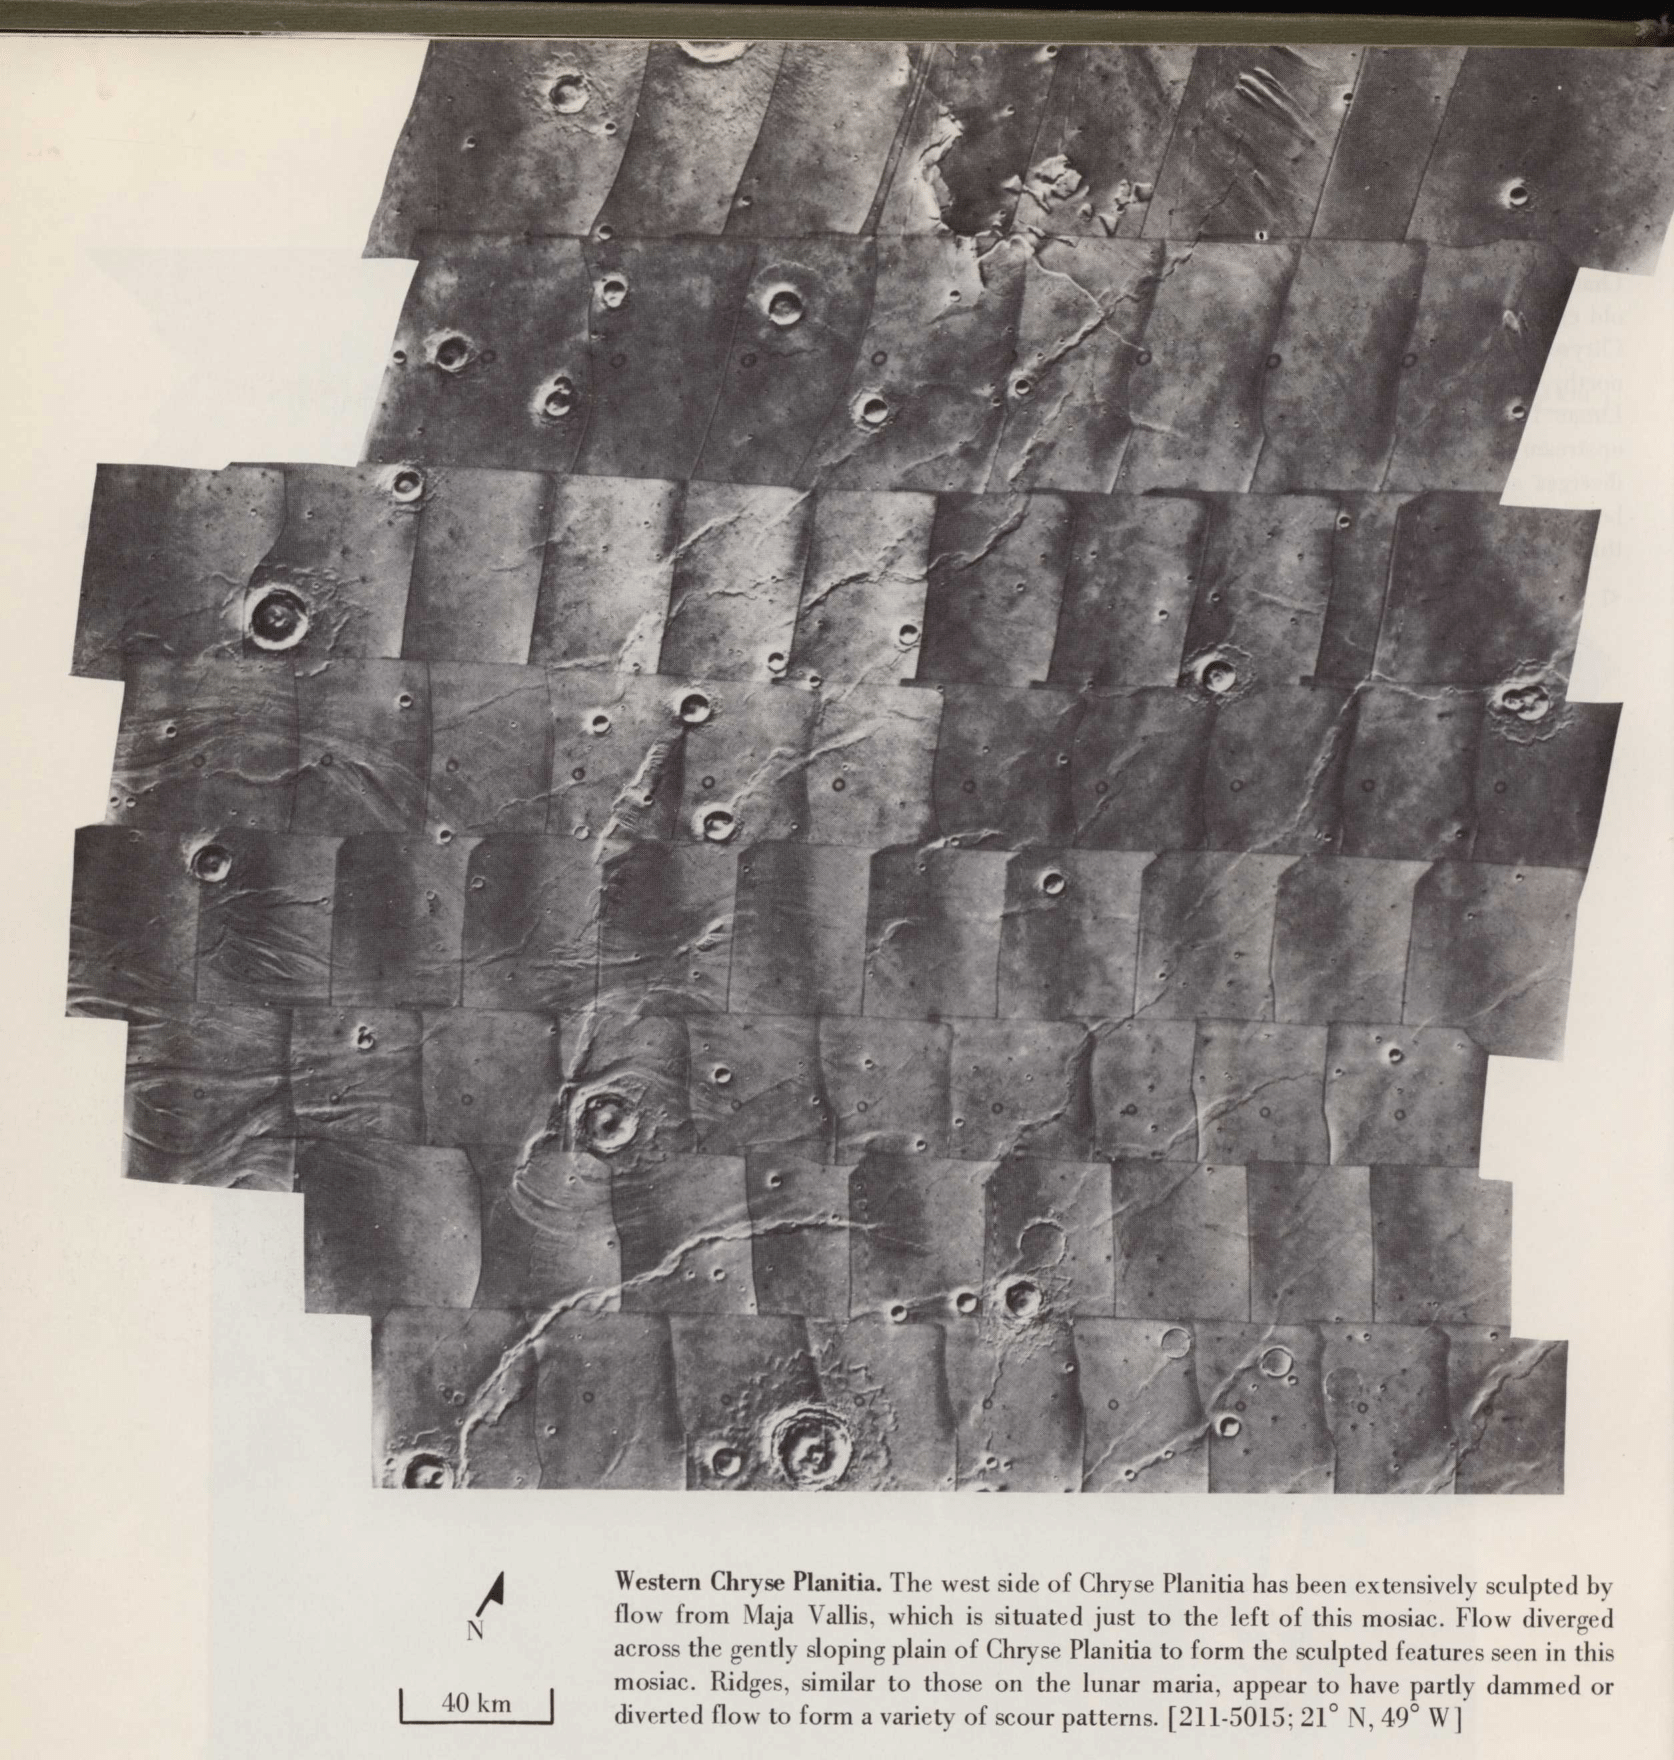 N
40 km
Western Chryse Planitia. The west side of Chryse Planitia has been extensively sculpted by
flow from Maja Vallis, which is situated just to the left of this mosiac. Flow diverged
across the gently sloping plain of Chryse Planitia to form the sculpted features seen in this
mosiac. Ridges, similar to those on the lunar maria, appear to have partly dammed or
diverted flow to form a variety of scour patterns. [211-5015; 21° N, 49° W]